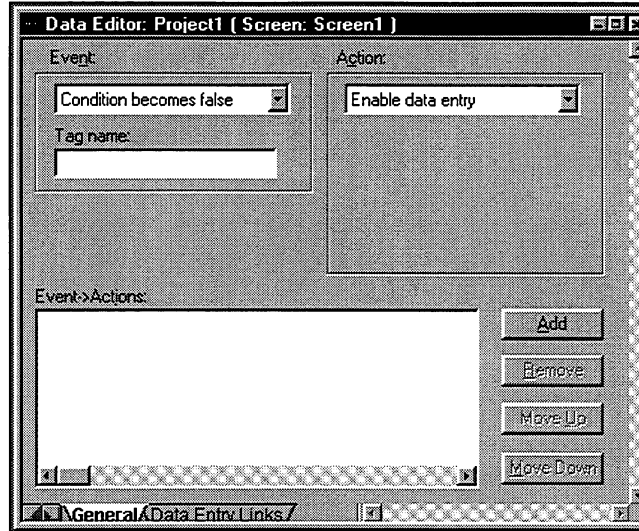 Data Editor: Project1 ( Screen: Screen1 )
Event:
Action:
Condition becomes false
Enable data entry
Tag name:
Event->Actions:
Add
Remove
Move Up
Move Down
General
Data Entry Links